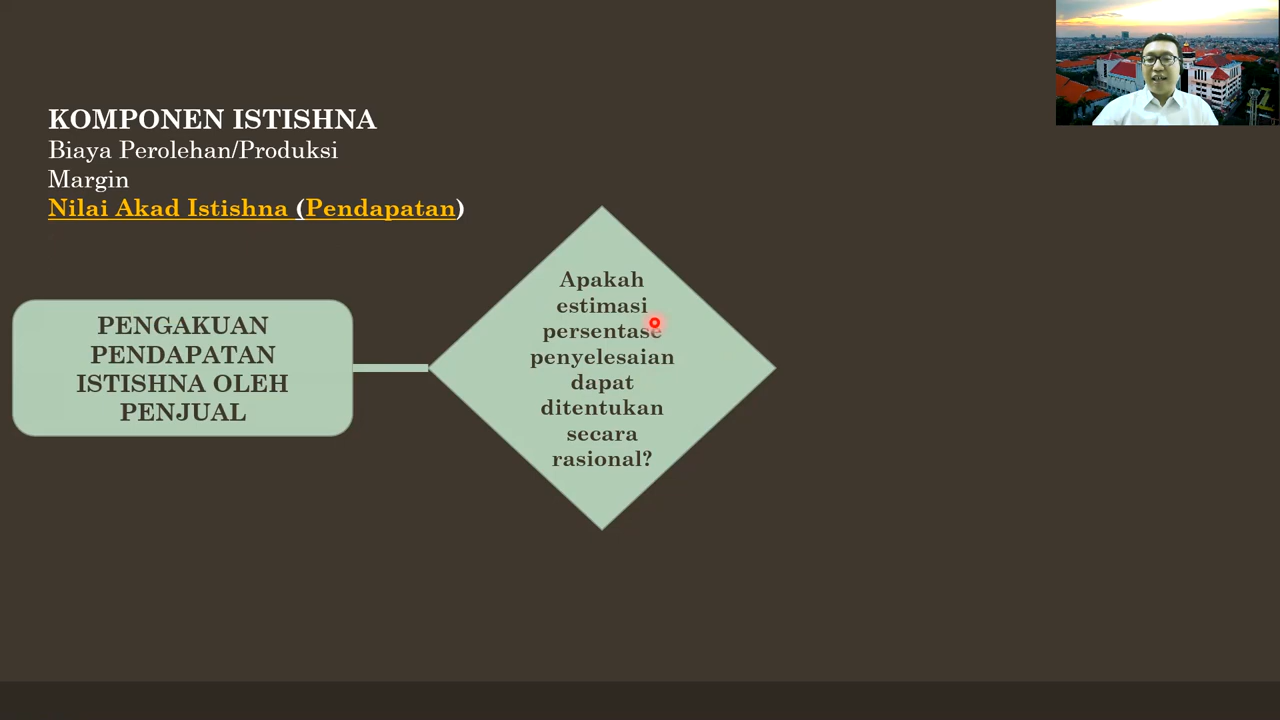 KOMPONEN ISTISHNA
Biaya Perolehan/Produksi
Margin
Nilai Akad Istishna (Pendapatan)
PENGAKUAN
PENDAPATAN
ISTISHNA OLEH
PENJUAL
Apakah
estimasi
persentase
penyelesaian
dapat
ditentukan
secara
rasional?